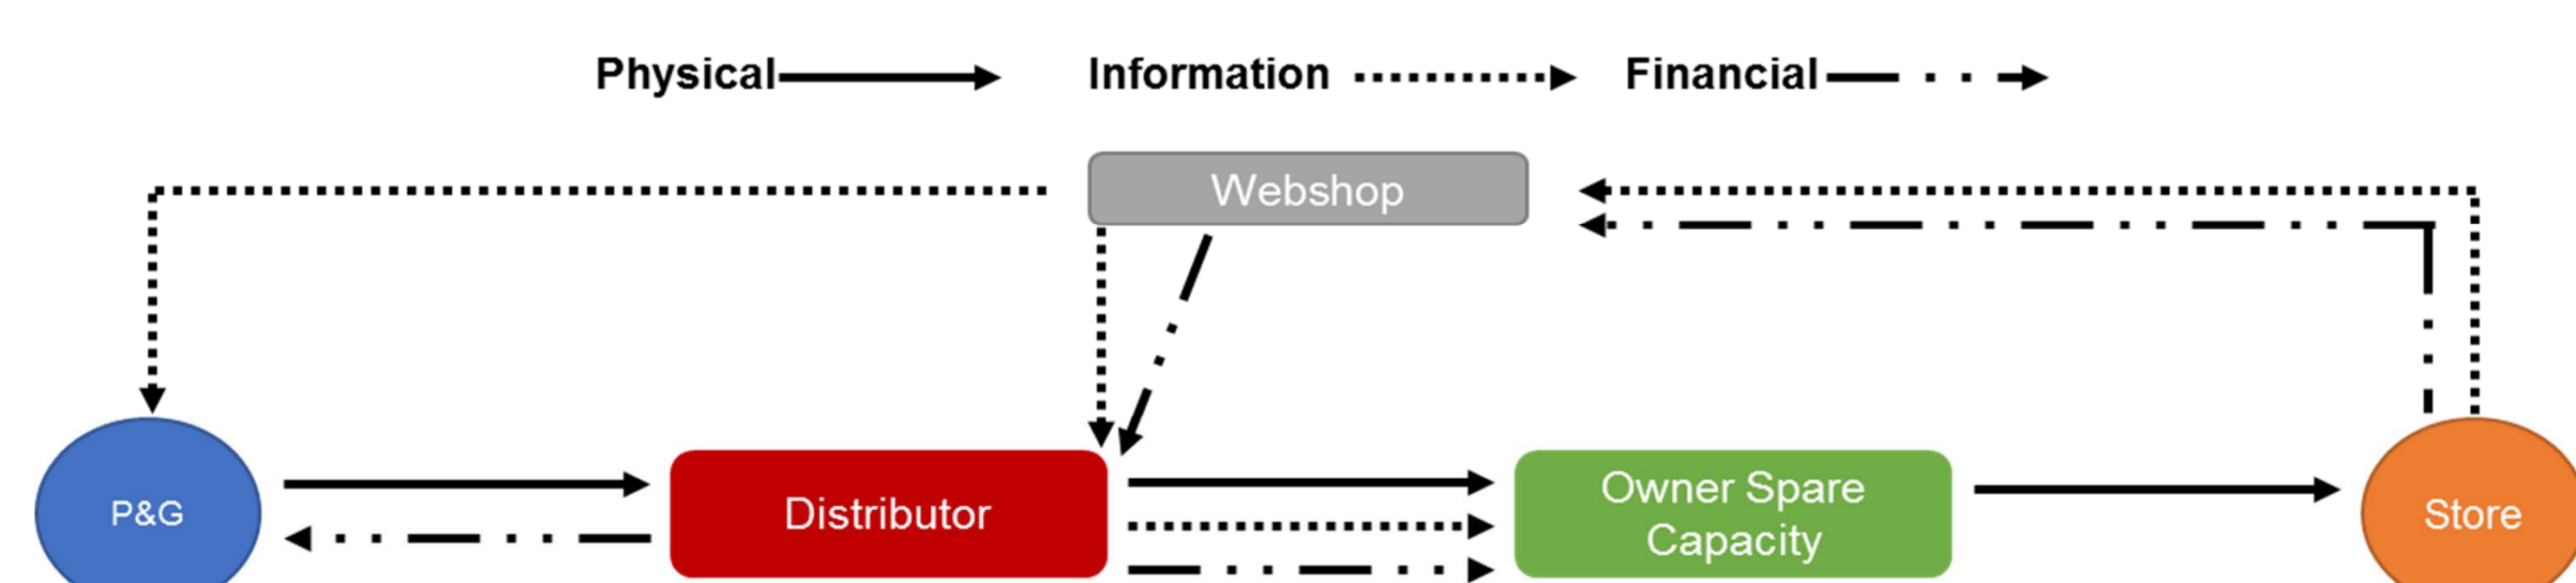 Physical Information Financial
Webshop
P&G
Distributor
Owner Spare
Capacity
Store